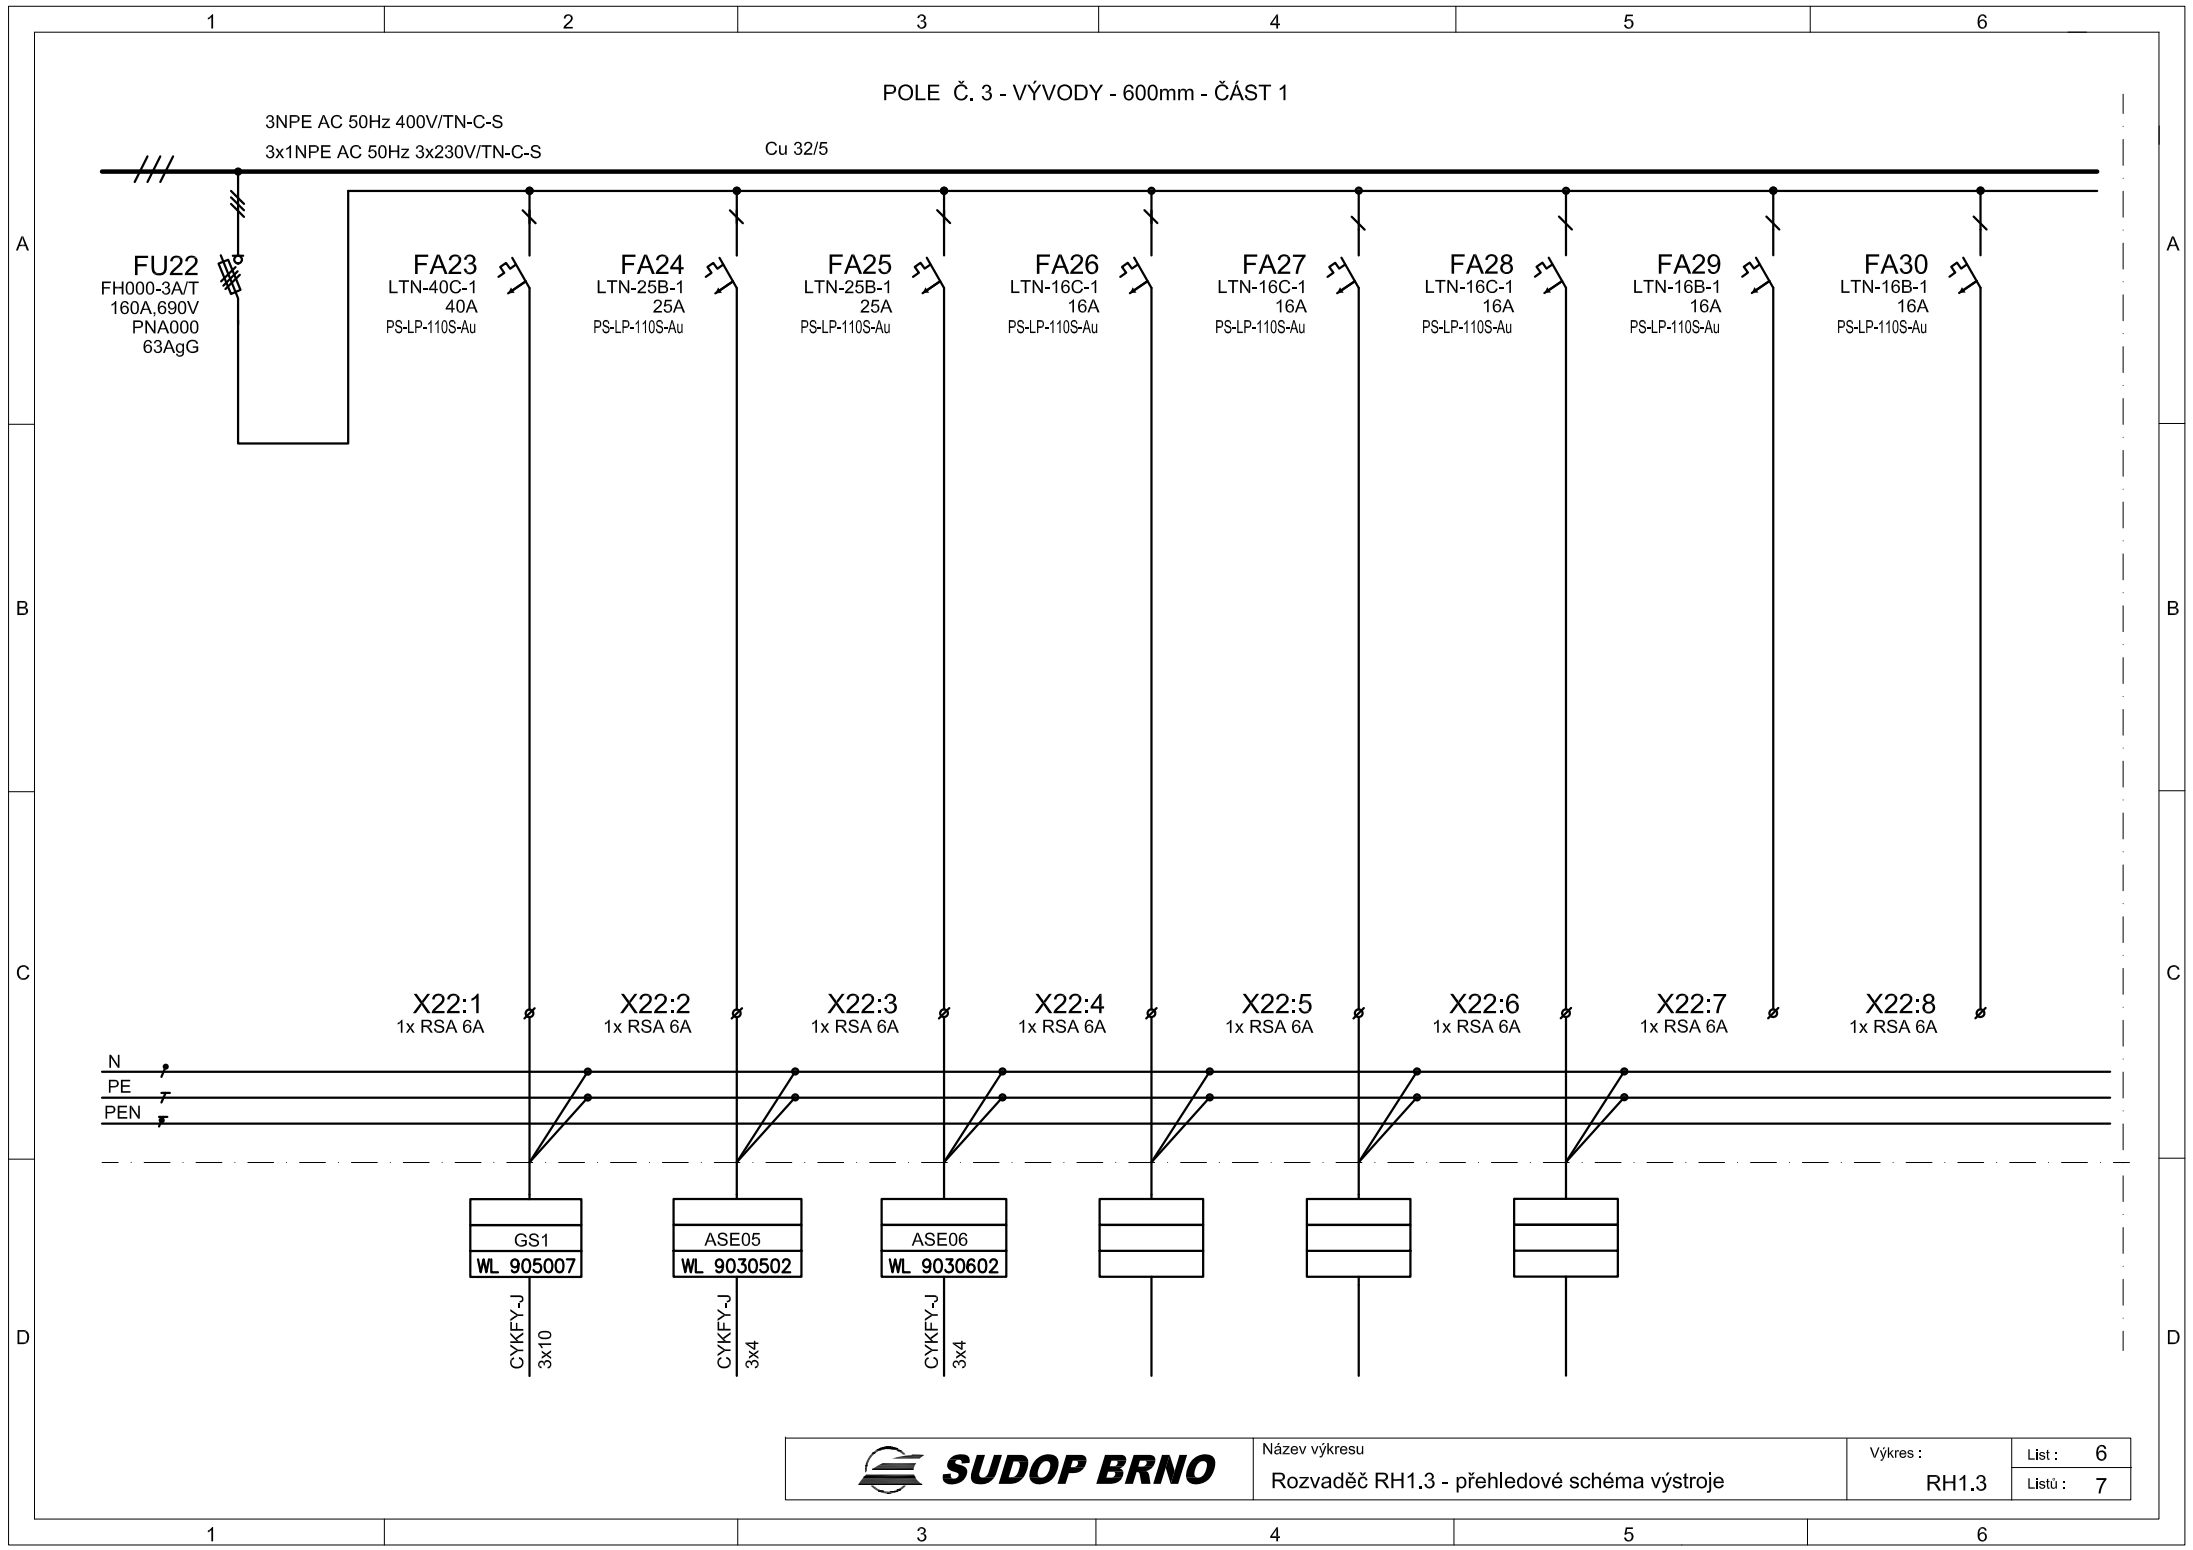 1 2 3 4 5 6
POLE Č. 3 - VÝVODY - 600mm - ČÁST 1
3NPE AC 50Hz 400V/TN-C-S
3x1NPE AC 50Hz 3x230V/TN-C-S
Cu 32/5
A
A
FU22
FH000-3A/T
160A,690V
PNA000
63AgG
FA23
LTN-40C-1
40A
PS-LP-110S-Au
FA24
LTN-25B-1
25A
PS-LP-110S-Au
FA25
LTN-25B-1
25A
PS-LP-110S-Au
FA26
LTN-16C-1
16A
PS-LP-110S-Au
FA27
LTN-16C-1
16A
PS-LP-110S-Au
FA28
LTN-16C-1
16A
PS-LP-110S-Au
FA29
LTN-16B-1
16A
PS-LP-110S-Au
FA30
LTN-16B-1
16A
PS-LP-110S-Au
B
B
C
C
X22:1
1x RSA 6A
X22:2
1x RSA 6A
X22:3
1x RSA 6A
X22:4
1x RSA 6A
X22:5
1x RSA 6A
X22:6
1x RSA 6A
X22:7
1x RSA 6A
X22:8
1x RSA 6A
N
PE
PEN
GS1
WL 905007
CYKFY-J
3x10
ASE05
WL 9030502
CYKFY-J
3x4
ASE06
WL 9030602
CYKFY-J
3x4
D
D
SUDOP BRNO
Název výkresu
Rozvaděč RH1.3 - přehledové schéma výstroje
Výkres :
RH1.3
List : 6
Listů : 7
1 3 4 5 6